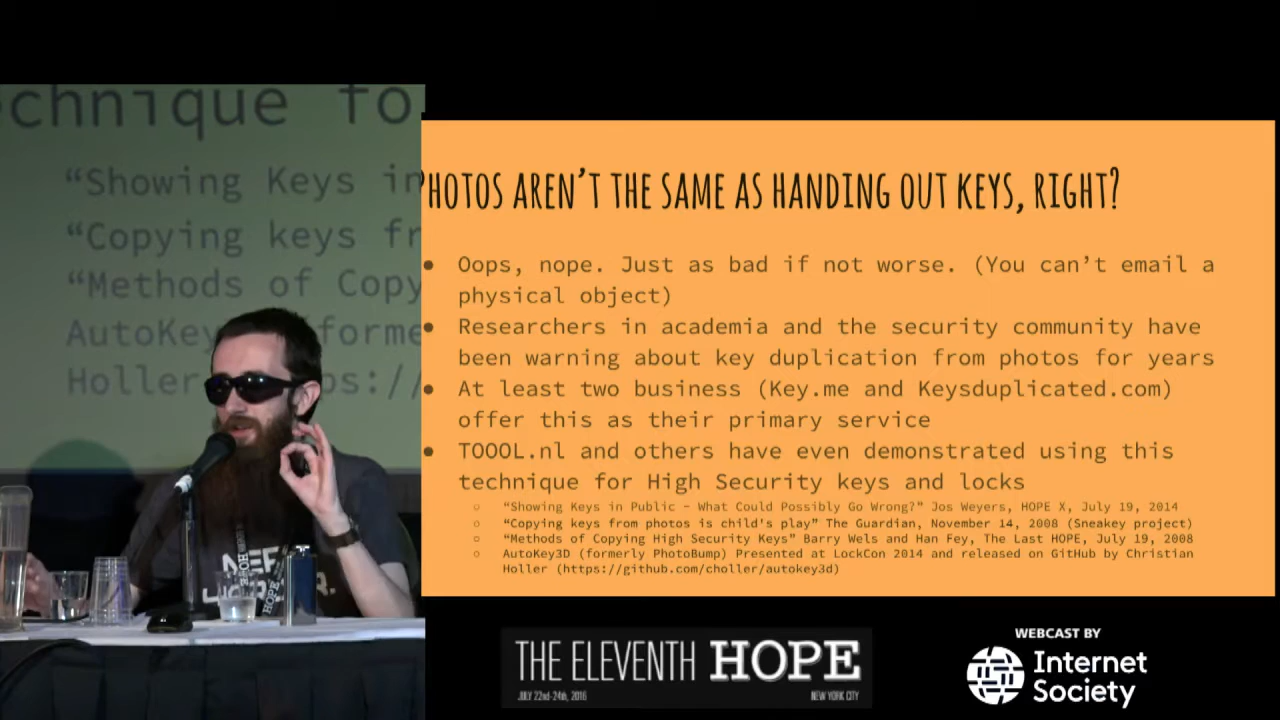 chnique fo
“Showing Keys in
“Copying keys fr
“Methods of Copy
AutoKey
forme
Holler
ps://
HOTOS AREN’T THE SAME AS HANDING OUT KEYS, RIGHT?
● Oops, nope. Just as bad if not worse. (You can’t email a
physical object)
● Researchers in academia and the security community have
been warning about key duplication from photos for years
● At least two business (Key.me and Keysduplicated.com)
offer this as their primary service
● TOOOL.nl and others have even demonstrated using this
technique for High Security keys and locks
○ “Showing Keys in Public - What Could Possibly Go Wrong?” Jos Weyers, HOPE X, July 19, 2014
○ “Copying keys from photos is child's play” The Guardian, November 14, 2008 (Sneakey project)
○ “Methods of Copying High Security Keys” Barry Wels and Han Fey, The Last HOPE, July 19, 2008
○ AutoKey3D (formerly PhotoBump) Presented at LockCon 2014 and released on GitHub by Christian
Holler (https://github.com/choller/autokey3d)
HOPE
THE ELEVENTH HOPE
JULY 22nd-24th, 2016
NEW YORK CITY
WEBCAST BY
Internet
Society